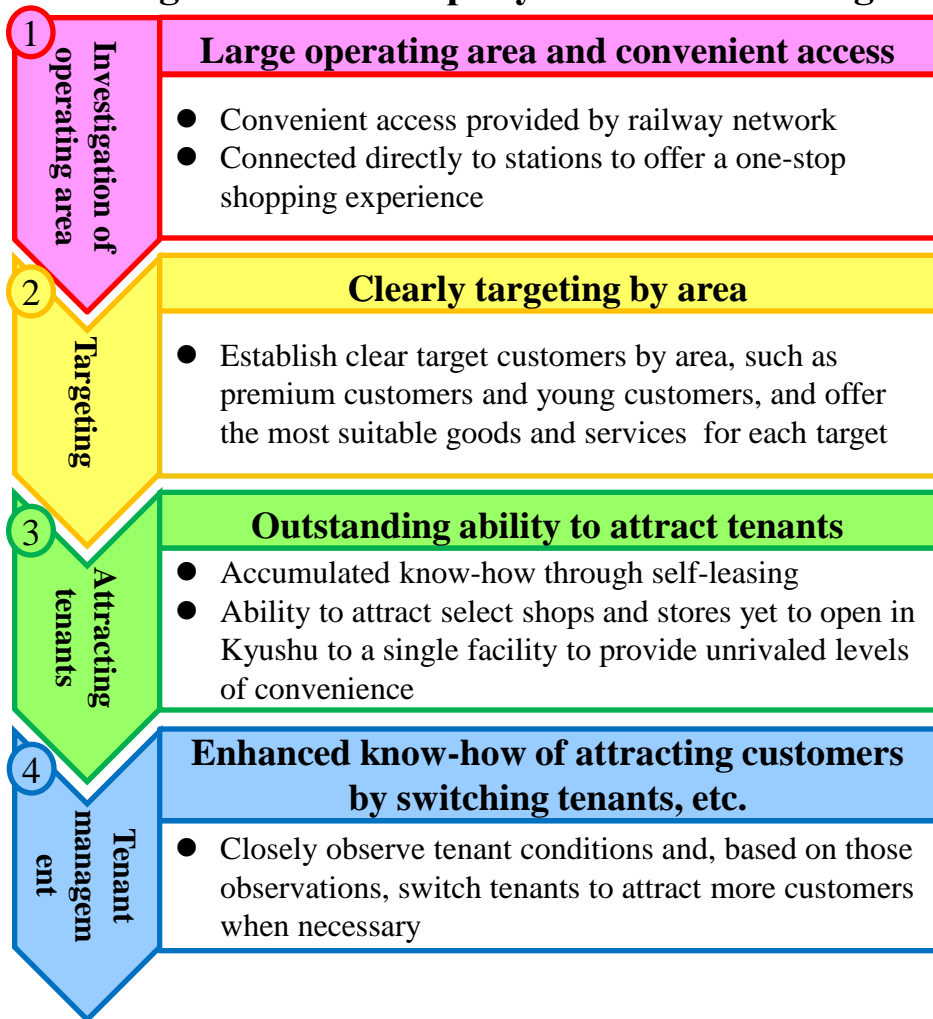 1
Investigation of
operating area
Large operating area and convenient access
● Convenient access provided by railway network
● Connected directly to stations to offer a one-stop
shopping experience
2
Targeting
Clearly targeting by area
● Establish clear target customers by area, such as
premium customers and young customers, and offer
the most suitable goods and services for each target
3
Attracting
tenants
Outstanding ability to attract tenants
● Accumulated know-how through self-leasing
● Ability to attract select shops and stores yet to open in
Kyushu to a single facility to provide unrivaled levels
of convenience
4
Tenant
managem
ent
Enhanced know-how of attracting customers
by switching tenants, etc.
● Closely observe tenant conditions and, based on those
observations, switch tenants to attract more customers
when necessary